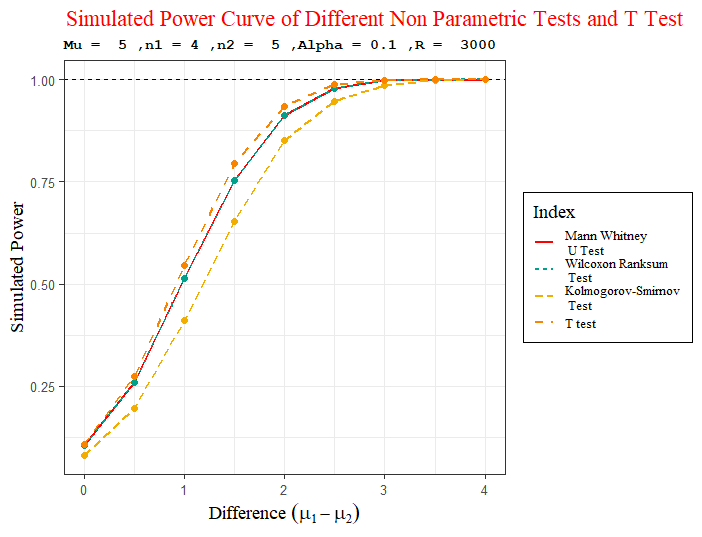 Simulated Power Curve of Different Non Parametric Tests and T Test
Mu =  5 ,n1 = 4 ,n2 =  5 ,Alpha = 0.1 ,R =  3000
1.00
0.75
0.50
0.25
Simulated Power
0 1 2 3 4
Difference (μ1 − μ2)
Index
Mann Whitney
U Test
Wilcoxon Ranksum
Test
Kolmogorov-Smirnov
Test
T test